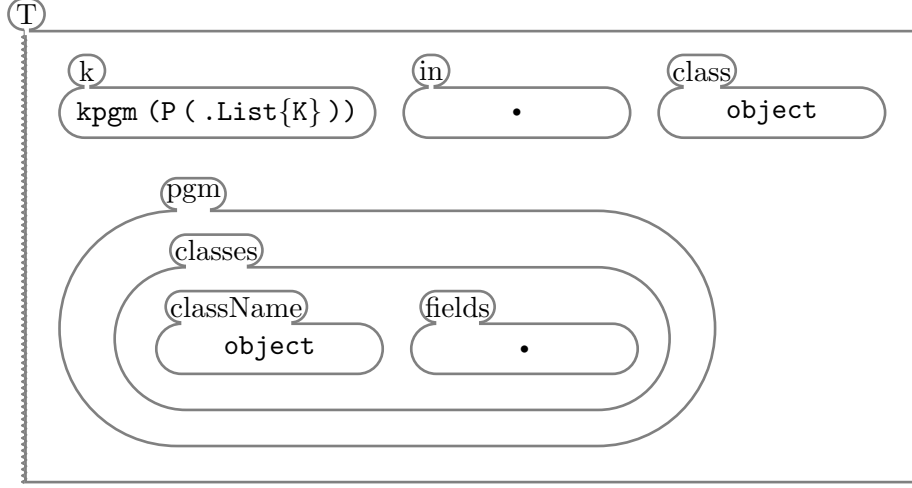 T
k in class
kpgm (P ( .List{K} )) • object
pgm
classes
className fields
object •